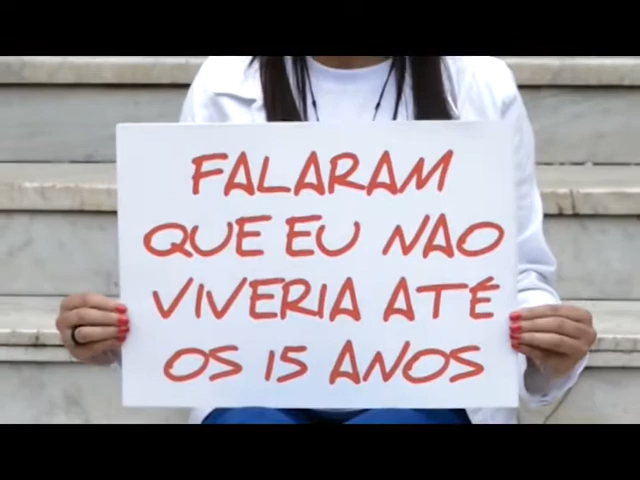 FALARAM
QUE EU NAO
VIVERIA ATÉ
OS 15 ANOS